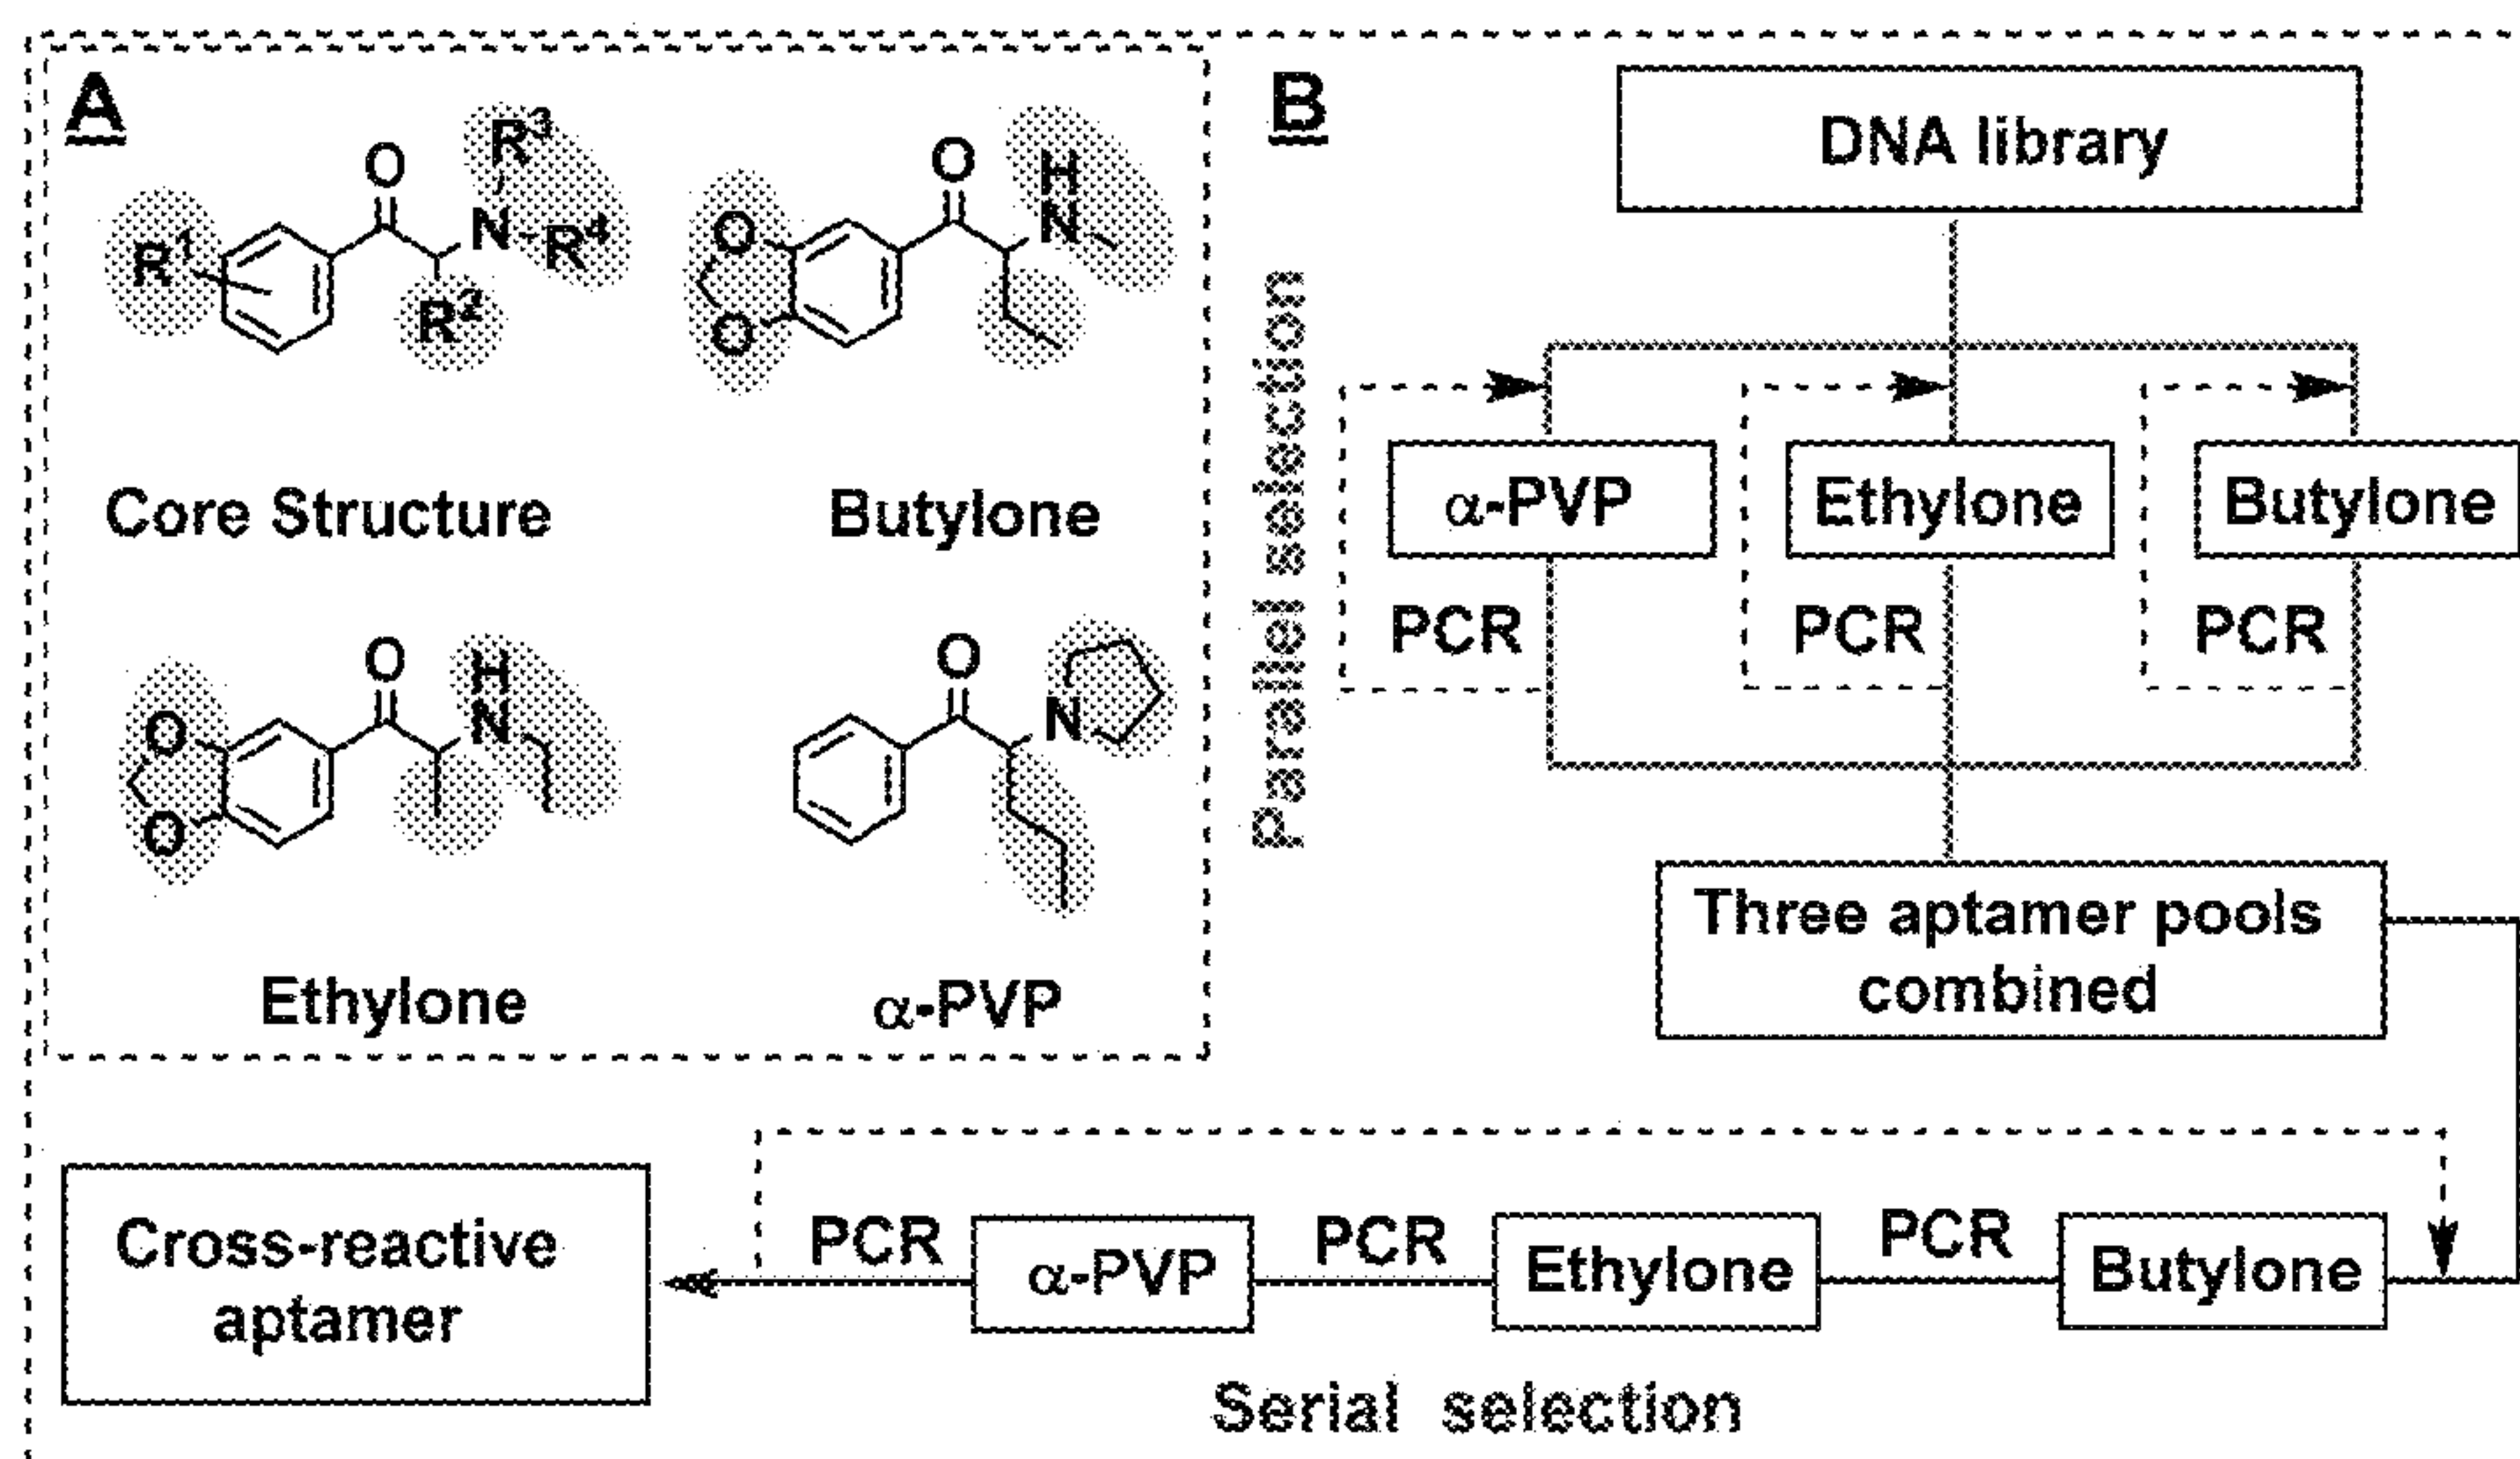 A
R³
O
N
R⁴
R¹
R²
Core Structure
O
H
N
O
O
Butylone
O
H
N
O
O
Ethylone
O
N
α-PVP
B
DNA library
Parallel selection
α-PVP
Ethylone
Butylone
PCR
PCR
PCR
Three aptamer pools
combined
Cross-reactive
aptamer
PCR
α-PVP
PCR
Ethylone
PCR
Butylone
Serial selection